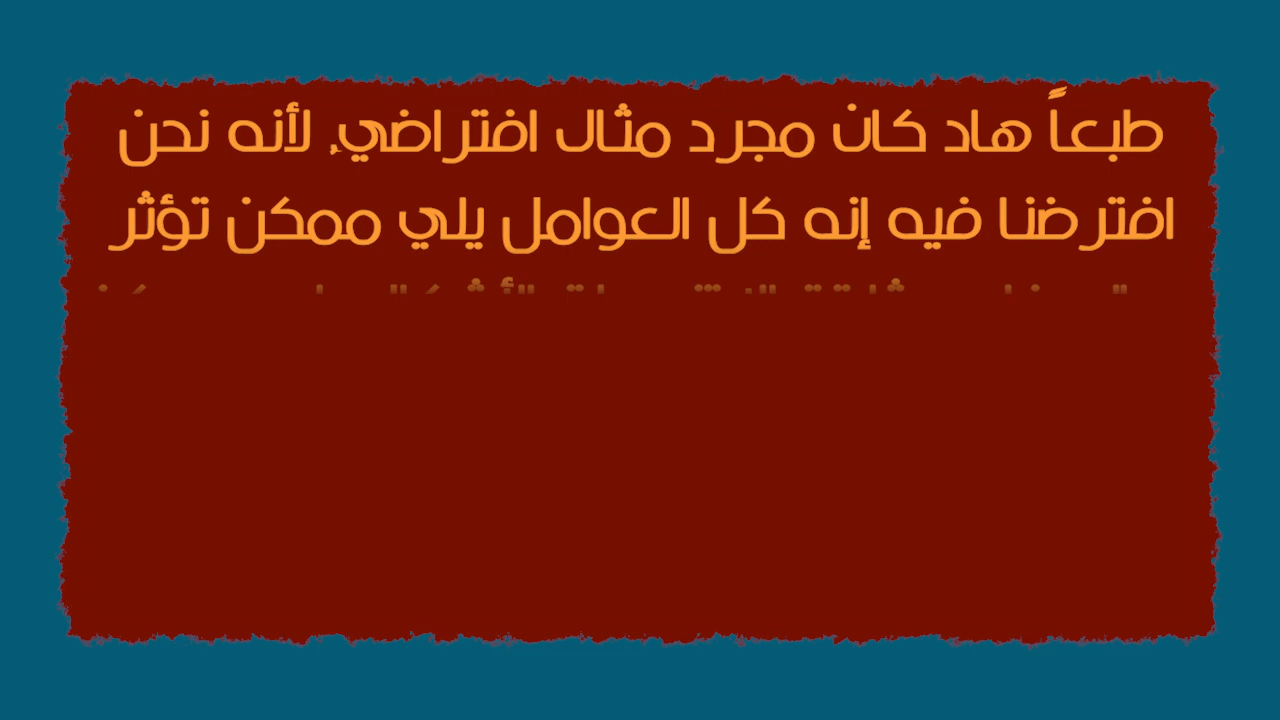 طبعاً هاد كان مجرد مثال افتراضي، لأنه نحن
افترضنا فيه إنه كل العوامل يلي ممكن تؤثر